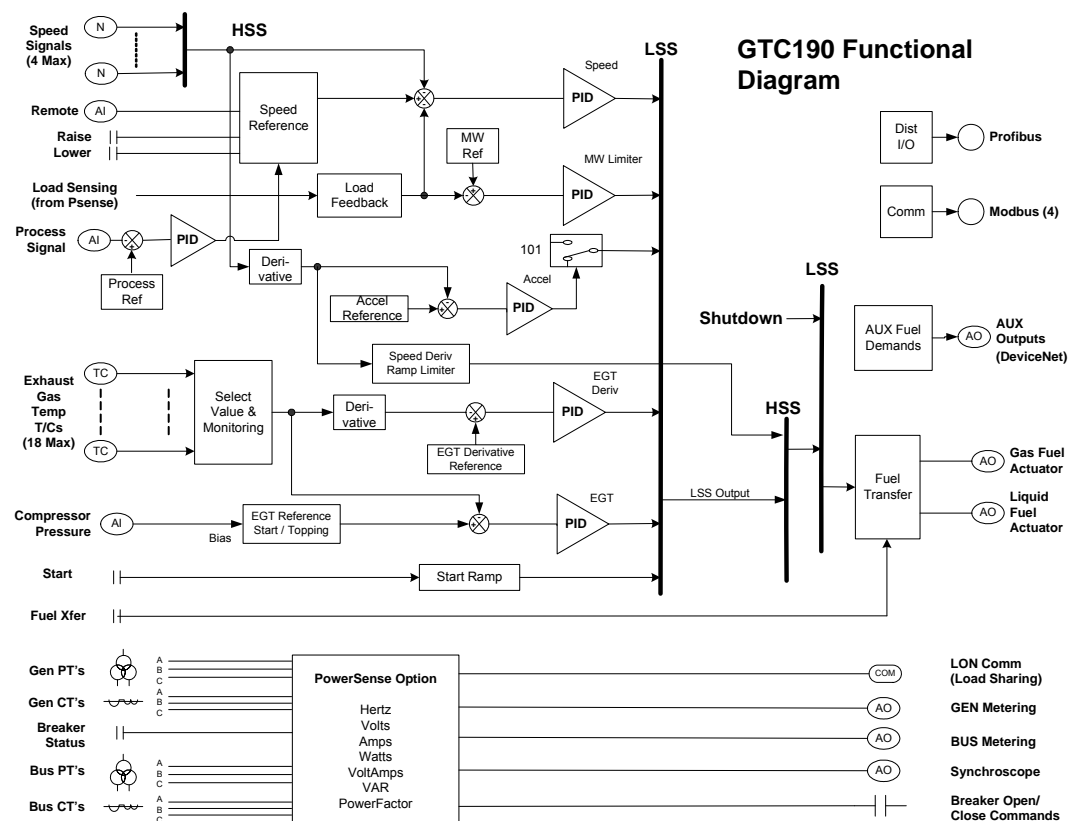 GTC190 Functional
Diagram
Speed
Signals
(4 Max)
N
N
HSS
Remote
AI
Raise
Lower
Speed
Reference
PID
Speed
LSS
MW
Ref
MW Limiter
PID
Load Sensing
(from Psense)
Load
Feedback
Process
Signal
AI
PID
Process
Ref
Deri-
vative
101
Accel
Accel
Reference
PID
Speed Deriv
Ramp Limiter
Exhaust
Gas
Temp
T/Cs
(18 Max)
TC
TC
Select
Value &
Monitoring
Deri-
vative
EGT
Deriv
PID
EGT Derivative
Reference
Compressor
Pressure
AI
Bias
EGT Reference
Start / Topping
EGT
PID
LSS Output
Start
Start Ramp
Fuel Xfer
Dist
I/O
Profibus
Comm
Modbus (4)
LSS
Shutdown
AUX Fuel
Demands
AO
AUX
Outputs
(DeviceNet)
HSS
Fuel
Transfer
AO
Gas Fuel
Actuator
AO
Liquid
Fuel
Actuator
Gen PT's
A
B
C
Gen CT's
A
B
C
Breaker
Status
Bus PT's
A
B
C
Bus CT's
A
B
C
PowerSense Option
Hertz
Volts
Amps
Watts
VoltAmps
VAR
PowerFactor
COM
LON Comm
(Load Sharing)
AO
GEN Metering
AO
BUS Metering
AO
Synchroscope
Breaker Open/
Close Commands